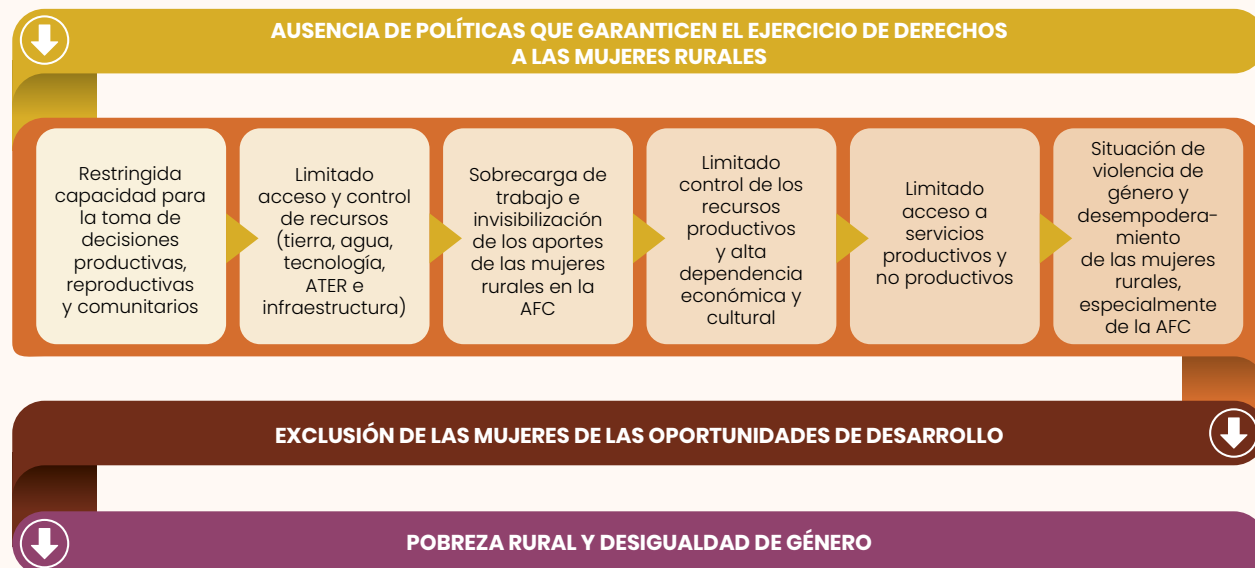 AUSENCIA DE POLÍTICAS QUE GARANTICEN EL EJERCICIO DE DERECHOS
A LAS MUJERES RURALES
Restringida
capacidad para
la toma de
decisiones
productivas,
reproductivas
y comunitarios
Limitado
acceso y control
de recursos
(tierra, agua,
tecnología,
ATER e
infraestructura)
Sobrecarga de
trabajo e
invisibilización
de los aportes
de las mujeres
rurales en la
AFC
Limitado
control de los
recursos
productivos
y alta
dependencia
económica y
cultural
Limitado
acceso a
servicios
productivos y
no productivos
Situación de
violencia de
género y
desempodera-
miento
de las mujeres
rurales,
especialmente
de la AFC
EXCLUSIÓN DE LAS MUJERES DE LAS OPORTUNIDADES DE DESARROLLO
POBREZA RURAL Y DESIGUALDAD DE GÉNERO